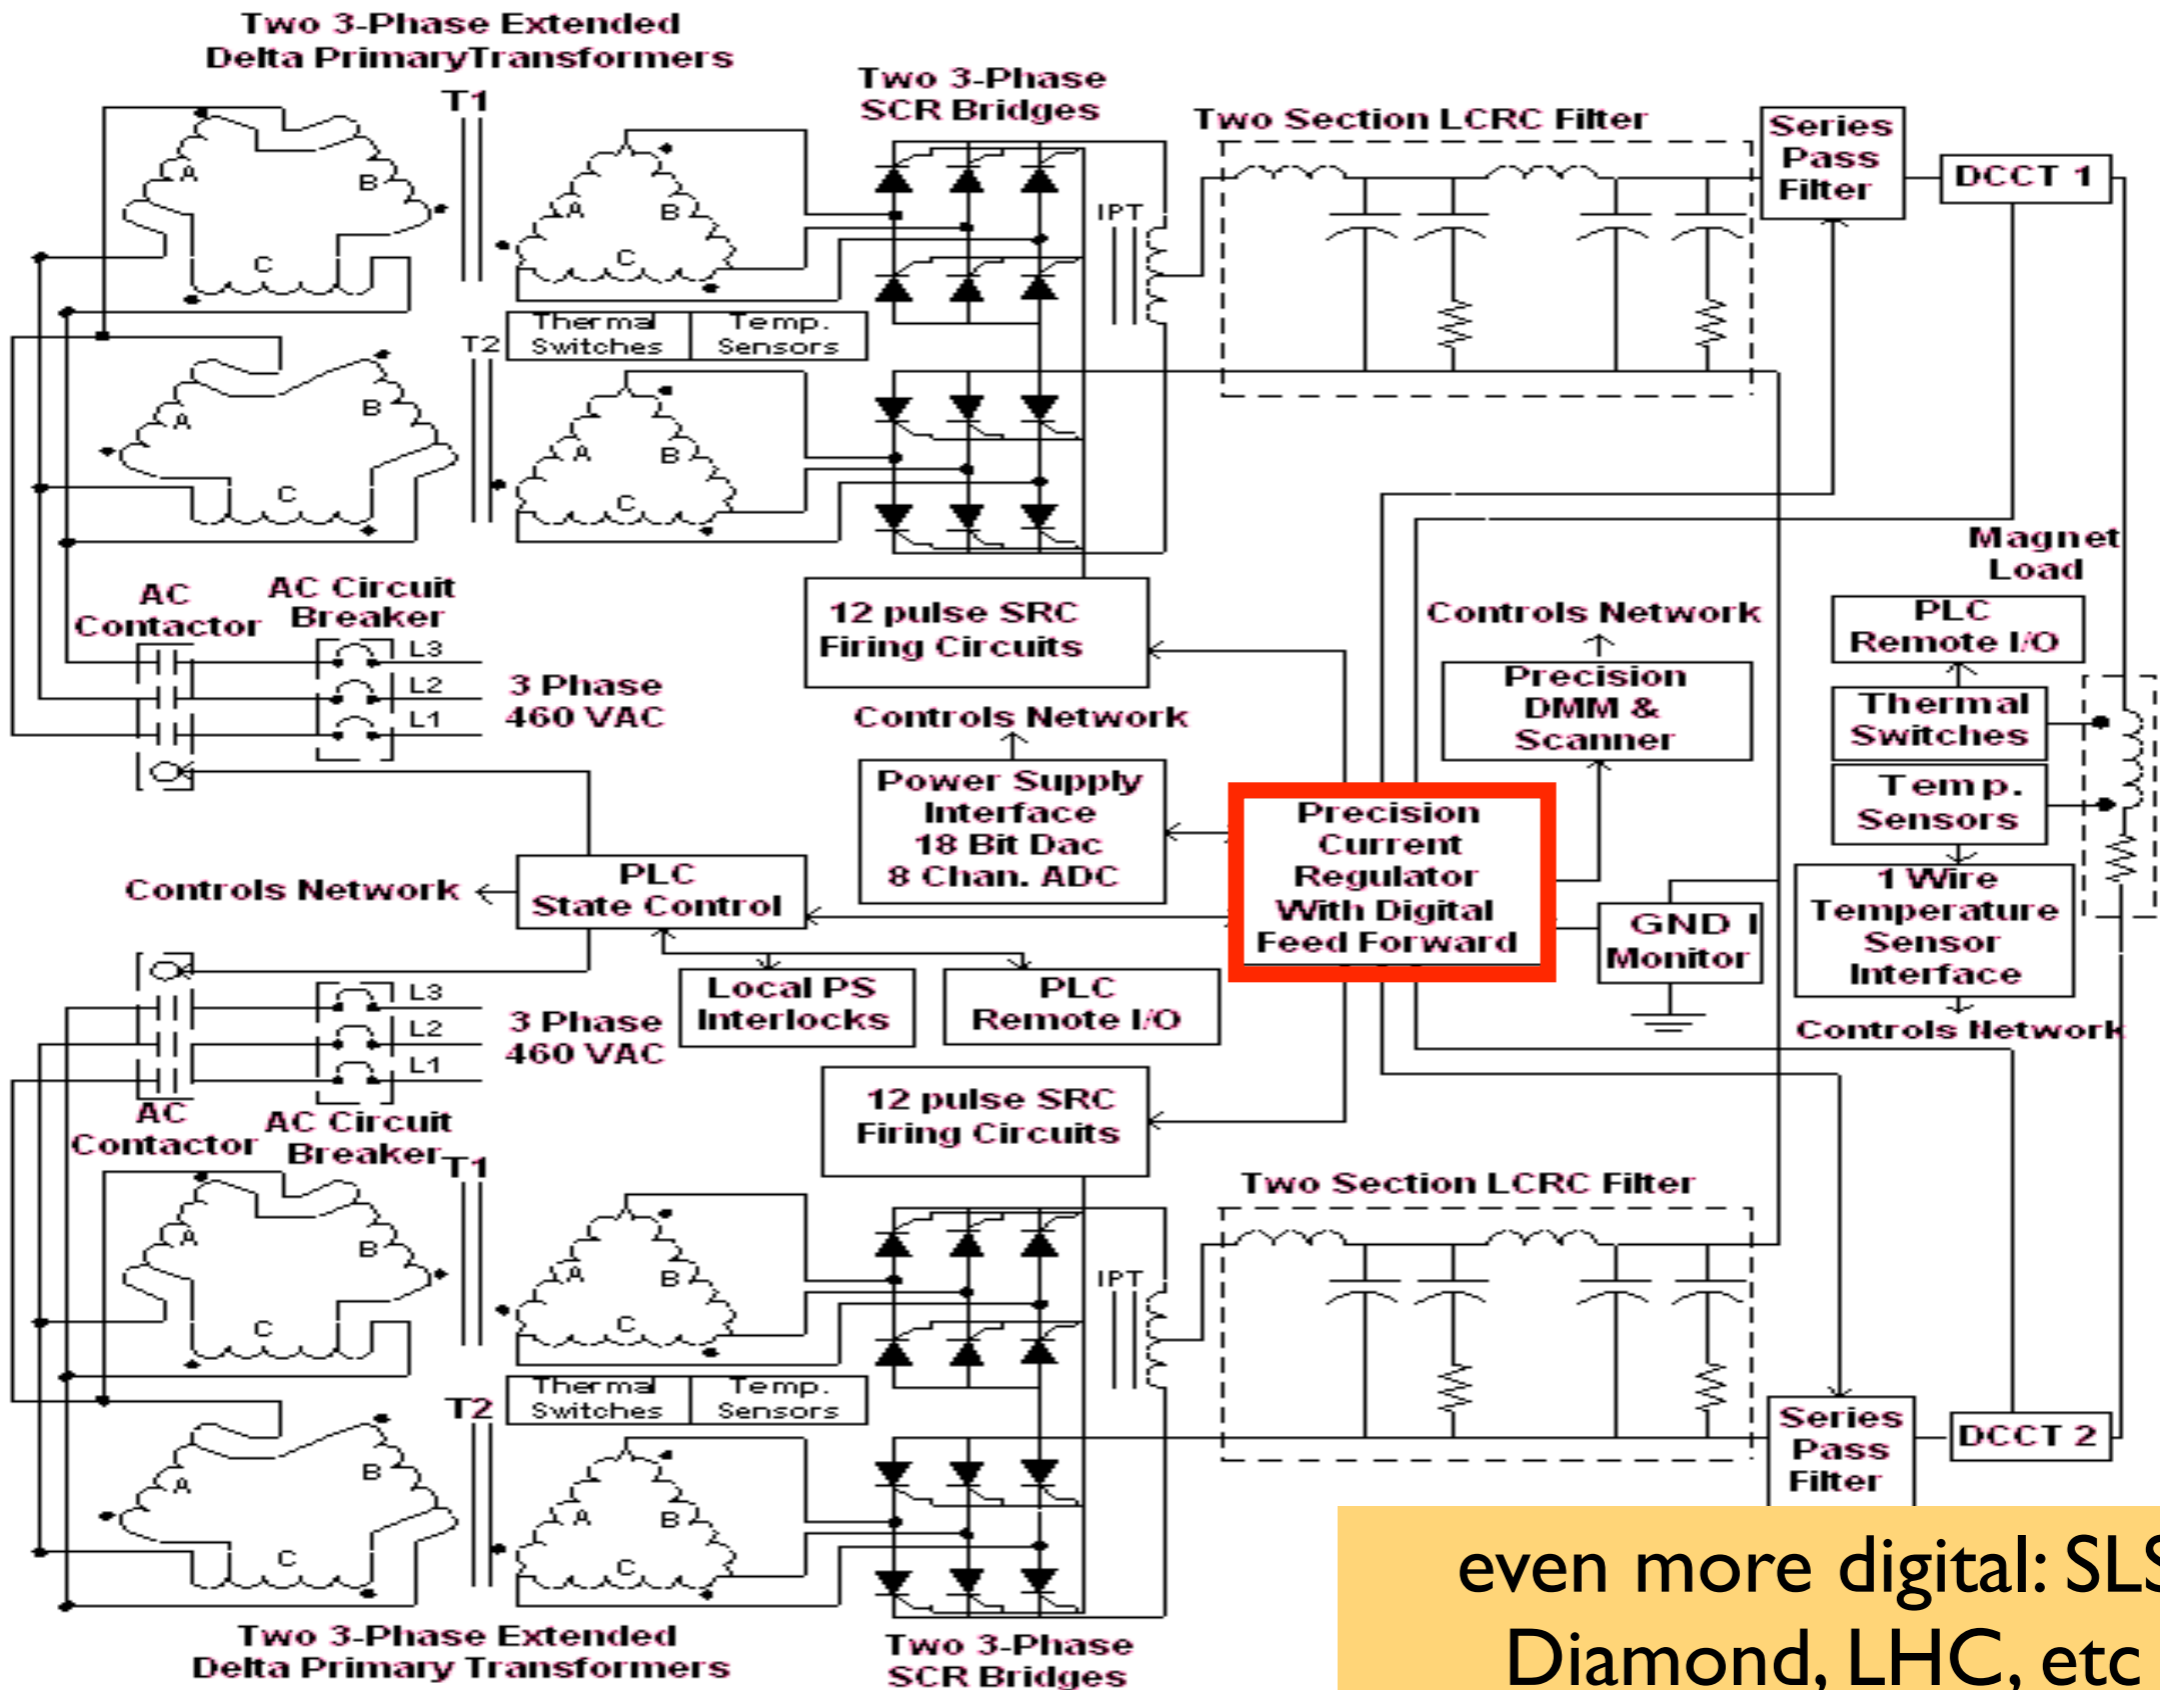 Two 3-Phase Extended
Delta PrimaryTransformers
T1
Two 3-Phase
SCR Bridges
Two Section LCRC Filter
Series
Pass
Filter
DCCT 1
A
B
C
A
B
C
IPT
Thermal
Switches
Temp.
Sensors
T2
A
B
C
A
B
C
Magnet
Load
AC
Contactor
AC Circuit
Breaker
L3
L2
L1
3 Phase
460 VAC
12 pulse SRC
Firing Circuits
Controls Network
Precision
DMM &
Scanner
PLC
Remote I/O
Thermal
Switches
Temp.
Sensors
1 Wire
Temperature
Sensor
Interface
Controls Network
Controls Network
Power Supply
Interface
18 Bit Dac
8 Chan. ADC
Precision
Current
Regulator
With Digital
Feed Forward
GND I
Monitor
Controls Network
PLC
State Control
Local PS
Interlocks
PLC
Remote I/O
L3
L2
L1
3 Phase
460 VAC
AC
Contactor
AC Circuit
Breaker
12 pulse SRC
Firing Circuits
T1
A
B
C
A
B
C
IPT
Two Section LCRC Filter
Thermal
Switches
Temp.
Sensors
T2
A
B
C
A
B
C
Series
Pass
Filter
DCCT 2
Two 3-Phase Extended
Delta Primary Transformers
Two 3-Phase
SCR Bridges
even more digital: SLS
Diamond, LHC, etc